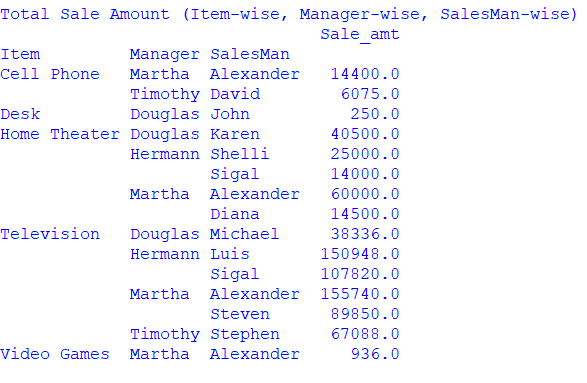 Total Sale Amount (Item-wise, Manager-wise, SalesMan-wise)
                                Sale_amt
Item         Manager SalesMan
Cell Phone   Martha  Alexander   14400.0
             Timothy David        6075.0
Desk         Douglas John          250.0
Home Theater Douglas Karen       40500.0
             Hermann Shelli      25000.0
                     Sigal       14000.0
             Martha  Alexander   60000.0
                     Diana       14500.0
Television   Douglas Michael     38336.0
             Hermann Luis       150948.0
                     Sigal      107820.0
             Martha  Alexander  155740.0
                     Steven      89850.0
             Timothy Stephen     67088.0
Video Games  Martha  Alexander     936.0